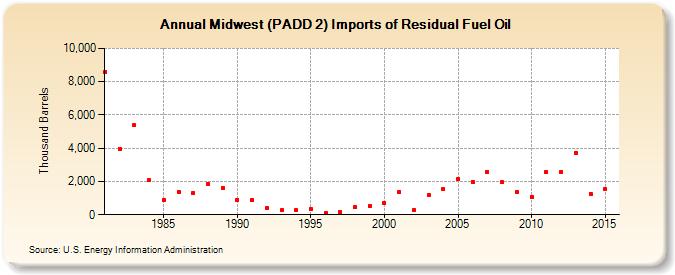 Annual Midwest (PADD 2) Imports of Residual Fuel Oil
Thousand Barrels
10,000
8,000
6,000
4,000
2,000
0
1985 1990 1995 2000 2005 2010 2015
Source: U.S. Energy Information Administration